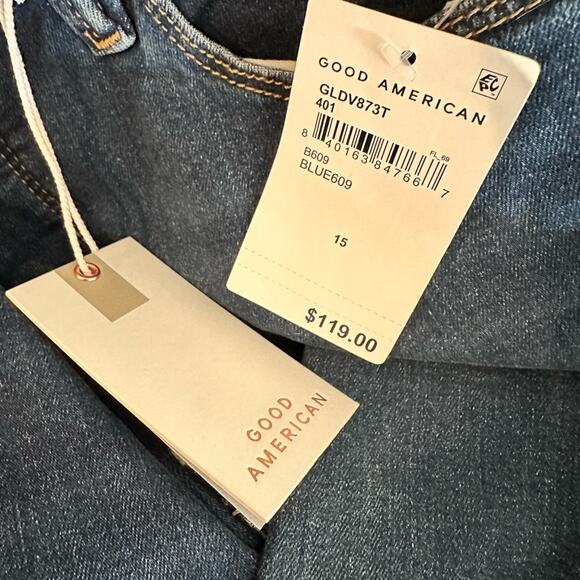 GOOD AMERICAN
GLDV873T
401
FL_69
8 40163 84766 7
B609
BLUE609
15
$119.00
GOOD
AMERICAN